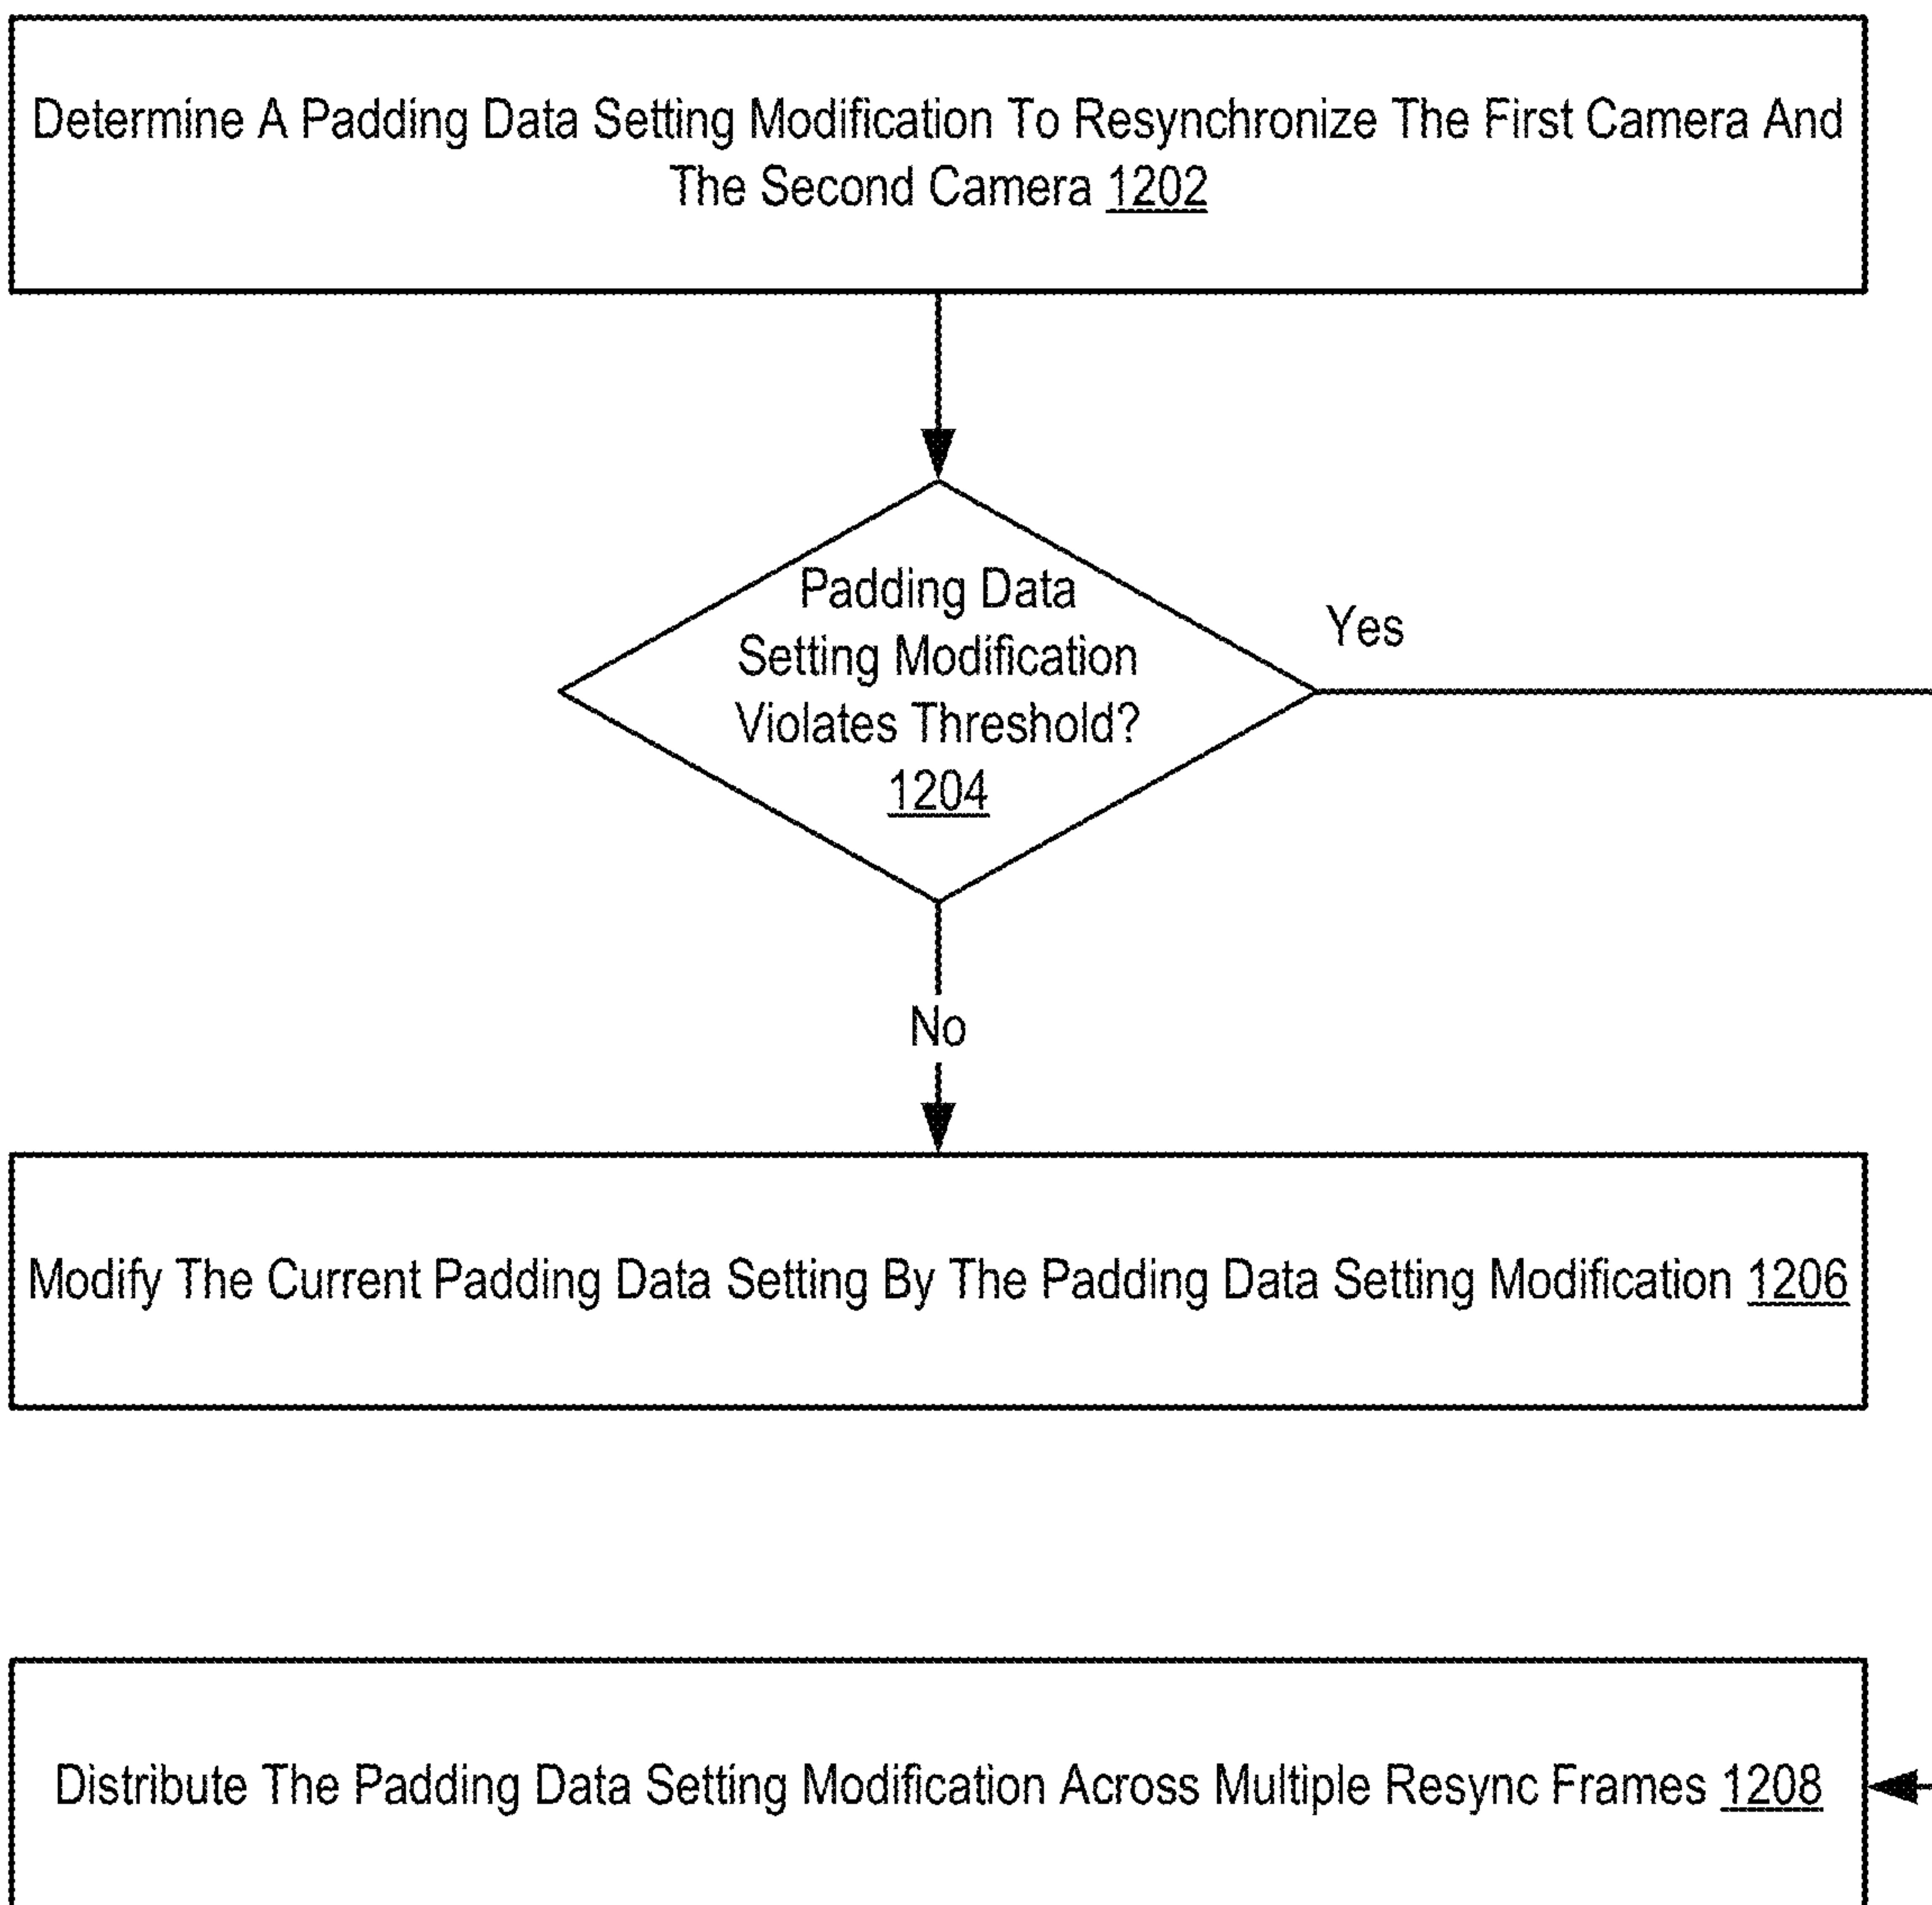 Determine A Padding Data Setting Modification To Resynchronize The First Camera And
The Second Camera 1202
Padding Data
Setting Modification
Violates Threshold?
1204
Yes
No
Modify The Current Padding Data Setting By The Padding Data Setting Modification 1206
Distribute The Padding Data Setting Modification Across Multiple Resync Frames 1208